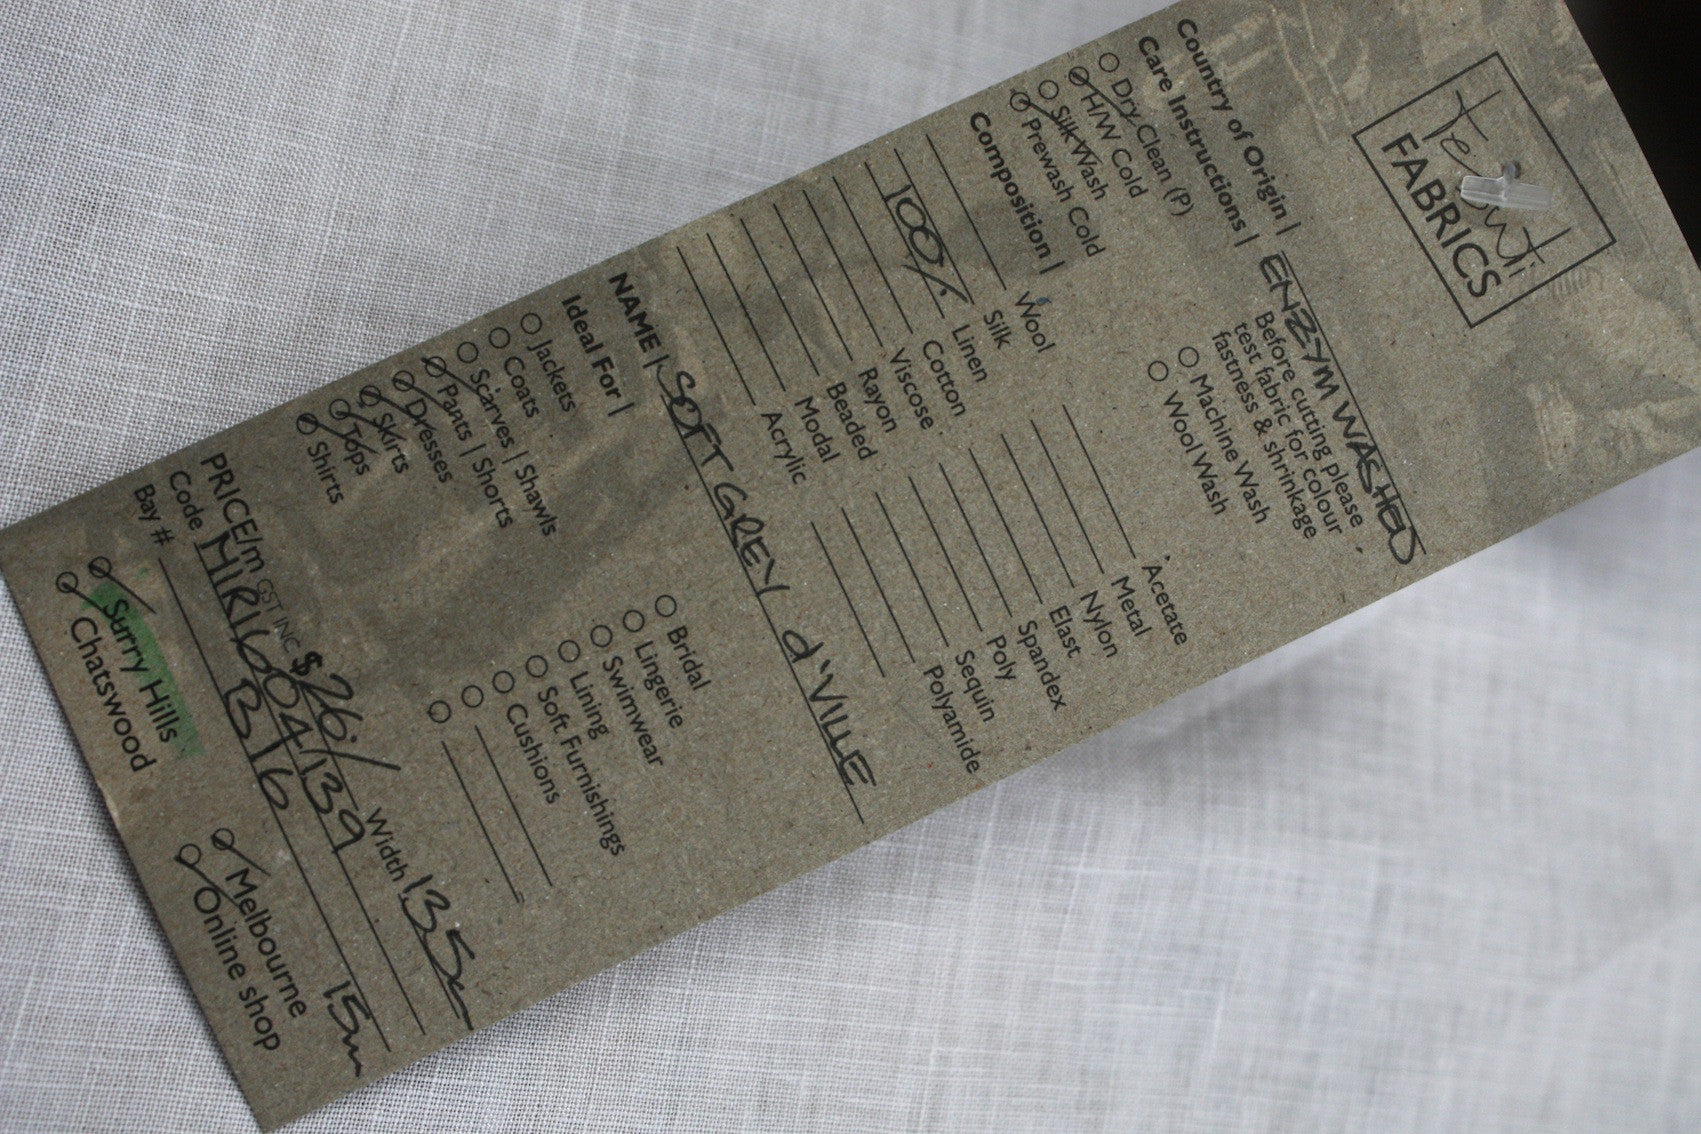 FABRICS
Country of Origin | ENZYM WASHED
Care Instructions | Before cutting please
test fabric for colour
fastness & shrinkage
Dry Clean (P)
H/W Cold
Silk Wash
Prewash Cold
Machine Wash
Wool Wash
Composition |
Wool
Silk
100% Linen
Cotton
Viscose
Rayon
Beaded
Modal
Acrylic
Acetate
Metal
Nylon
Elast
Spandex
Poly
Sequin
Polyamide
NAME | SOFT GREY d'VILLE
Ideal For |
Jackets
Coats
Scarves | Shawls
Pants | Shorts
Dresses
Skirts
Tops
Shirts
Bridal
Lingerie
Swimwear
Lining
Soft Furnishings
Cushions
PRICE/m GST INC $26./ Width 135cm
Code MIR1604/139
Bay # B16 15m
Surry Hills Melbourne
Chatswood Online shop